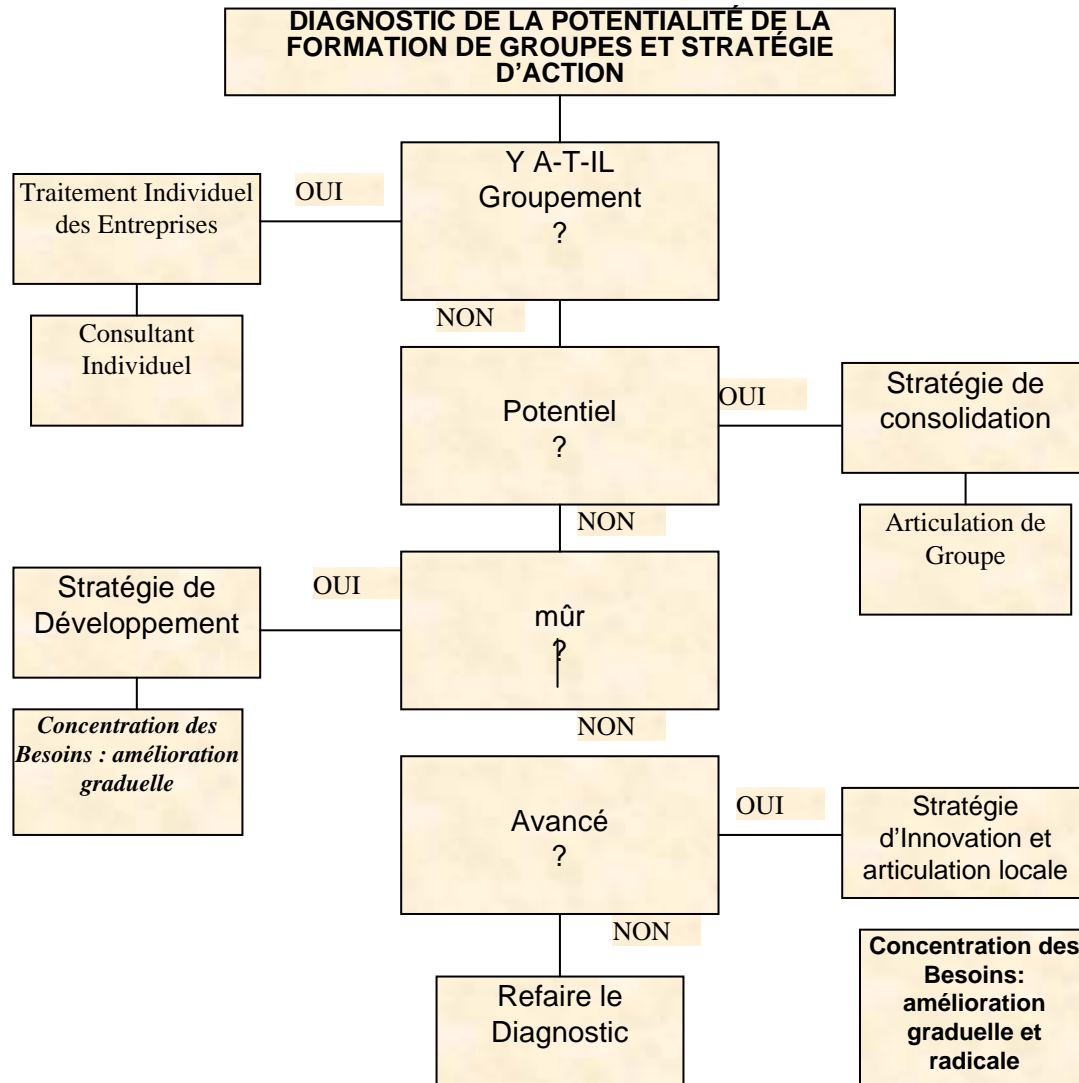 DIAGNOSTIC DE LA POTENTIALITÉ DE LA
FORMATION DE GROUPES ET STRATÉGIE
D'ACTION
Y A-T-IL
Groupement
?
OUI
Traitement Individuel
des Entreprises
Consultant
Individuel
NON
Potentiel
?
OUI
Stratégie de
consolidation
Articulation de
Groupe
NON
mûr
?
OUI
Stratégie de
Développement
Concentration des
Besoins : amélioration
graduelle
NON
Avancé
?
OUI
Stratégie
d'Innovation et
articulation locale
Concentration des
Besoins:
amélioration
graduelle et
radicale
NON
Refaire le
Diagnostic